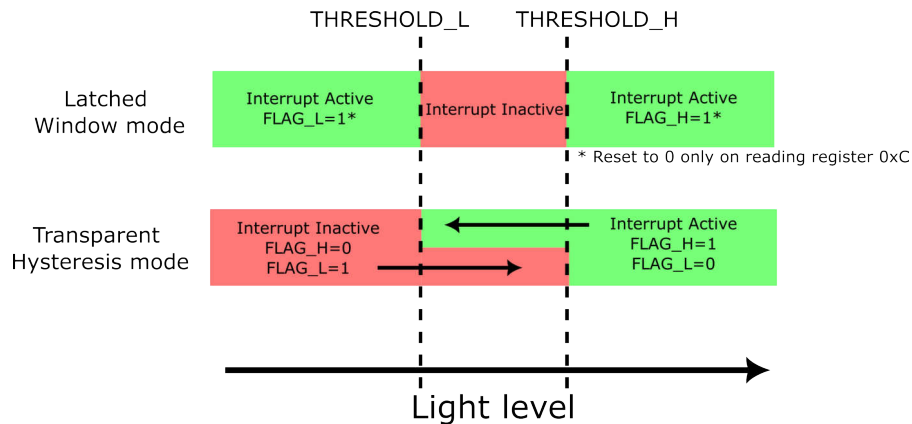 THRESHOLD_L THRESHOLD_H
Latched
Window mode
Interrupt Active
FLAG_L=1*
Interrupt Inactive
Interrupt Active
FLAG_H=1*
* Reset to 0 only on reading register 0xC
Transparent
Hysteresis mode
Interrupt Inactive
FLAG_H=0
FLAG_L=1
Interrupt Active
FLAG_H=1
FLAG_L=0
Light level